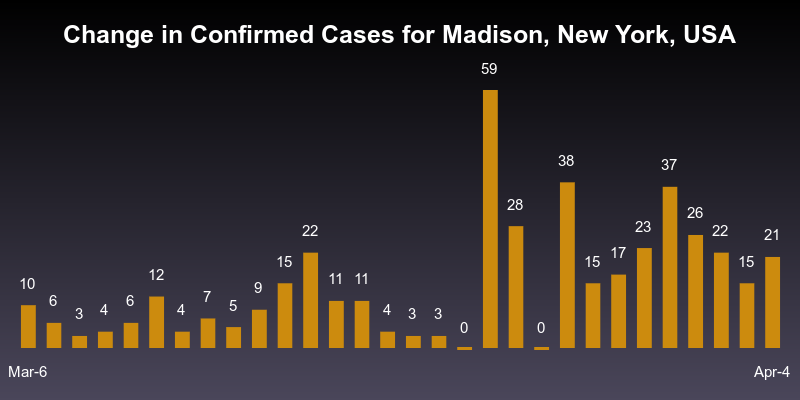 Change in Confirmed Cases for Madison, New York, USA
10 6 3 4 6 12 4 7 5 9 15 22 11 11 4 3 3 0 59 28 0 38 15 17 23 37 26 22 15 21
Mar-6 Apr-4